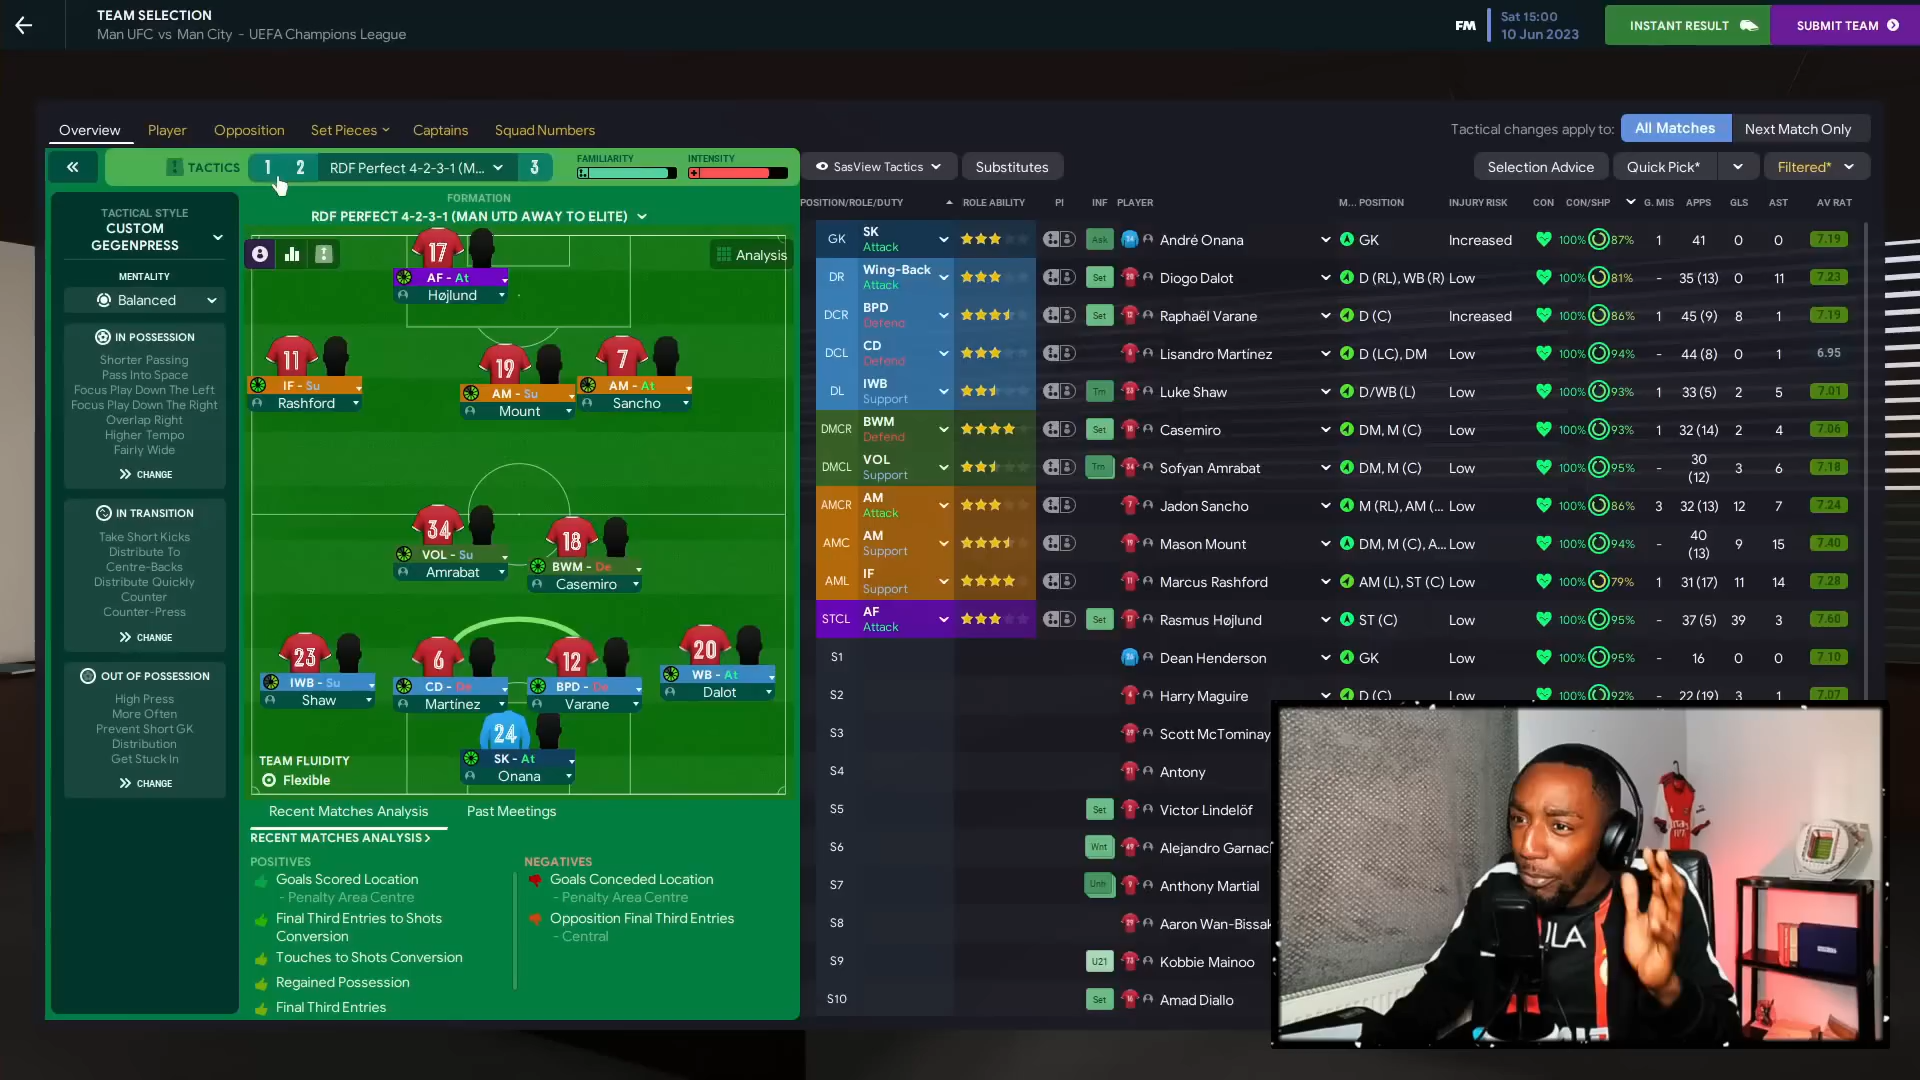 TEAM SELECTION
Man UFC vs Man City - UEFA Champions League
FM
Sat 15:00
10 Jun 2023
INSTANT RESULT
SUBMIT TEAM
Overview
Player
Opposition
Set Pieces
Captains
Squad Numbers
Tactical changes apply to:
All Matches
Next Match Only
TACTICS
1
2
RDF Perfect 4-2-3-1 (M...
3
FAMILIARITY
INTENSITY
SasView Tactics
Substitutes
Selection Advice
Quick Pick*
Filtered*
TACTICAL STYLE
CUSTOM
GEGENPRESS
MENTALITY
Balanced
IN POSSESSION
Shorter Passing
Pass Into Space
Focus Play Down The Left
Focus Play Down The Right
Overlap Right
Higher Tempo
Fairly Wide
CHANGE
IN TRANSITION
Take Short Kicks
Distribute To
Centre-Backs
Distribute Quickly
Counter
Counter-Press
CHANGE
OUT OF POSSESSION
High Press
More Often
Prevent Short GK
Distribution
Get Stuck In
CHANGE
FORMATION
RDF PERFECT 4-2-3-1 (MAN UTD AWAY TO ELITE)
Analysis
17
AF - At
Højlund
11
IF - Su
Rashford
19
AM - Su
Mount
7
AM - At
Sancho
34
VOL - Su
Amrabat
18
BWM - De
Casemiro
23
IWB - Su
Shaw
6
CD - De
Martínez
12
BPD - De
Varane
20
WB - At
Dalot
24
SK - At
Onana
TEAM FLUIDITY
Flexible
Recent Matches Analysis
Past Meetings
RECENT MATCHES ANALYSIS >
POSITIVES
Goals Scored Location
- Penalty Area Centre
Final Third Entries to Shots
Conversion
Touches to Shots Conversion
Regained Possession
Final Third Entries
NEGATIVES
Goals Conceded Location
- Penalty Area Centre
Opposition Final Third Entries
- Central
POSITION/ROLE/DUTY ROLE ABILITY PI INF PLAYER M... POSITION INJURY RISK CON CON/SHP G. MIS APPS GLS AST AV RAT
GK SK Attack Ask André Onana GK Increased 100% 87% 1 41 0 0 7.19
DR Wing-Back Attack Set Diogo Dalot D (RL), WB (R) Low 100% 81% - 35 (13) 0 11 7.23
DCR BPD Defend Set Raphaël Varane D (C) Increased 100% 86% 1 45 (9) 8 1 7.19
DCL CD Defend Lisandro Martínez D (LC), DM Low 100% 94% - 44 (8) 0 1 6.95
DL IWB Support Tm Luke Shaw D/WB (L) Low 100% 93% - 33 (5) 2 5 7.01
DMCR BWM Defend Set Casemiro DM, M (C) Low 100% 93% 1 32 (14) 2 4 7.06
DMCL VOL Support Tm Sofyan Amrabat DM, M (C) Low 100% 95% - 30 (12) 3 6 7.18
AMCR AM Attack Jadon Sancho M (RL), AM (... Low 100% 86% 3 32 (13) 12 7 7.24
AMC AM Support Mason Mount DM, M (C), A... Low 100% 94% - 40 (13) 9 15 7.40
AML IF Support Marcus Rashford AM (L), ST (C) Low 100% 79% 1 31 (17) 11 14 7.28
STCL AF Attack Set Rasmus Højlund ST (C) Low 100% 95% - 37 (5) 39 3 7.60
S1 Dean Henderson GK Low 100% 95% - 16 0 0 7.10
S2 Harry Maguire D (C) Low 100% 92% - 22 (19) 3 1 7.07
S3 Scott McTominay
S4 Antony
S5 Set Victor Lindelöf
S6 Wnt Alejandro Garnac
S7 Unh Anthony Martial
S8 Aaron Wan-Bissak
S9 U21 Kobbie Mainoo
S10 Set Amad Diallo